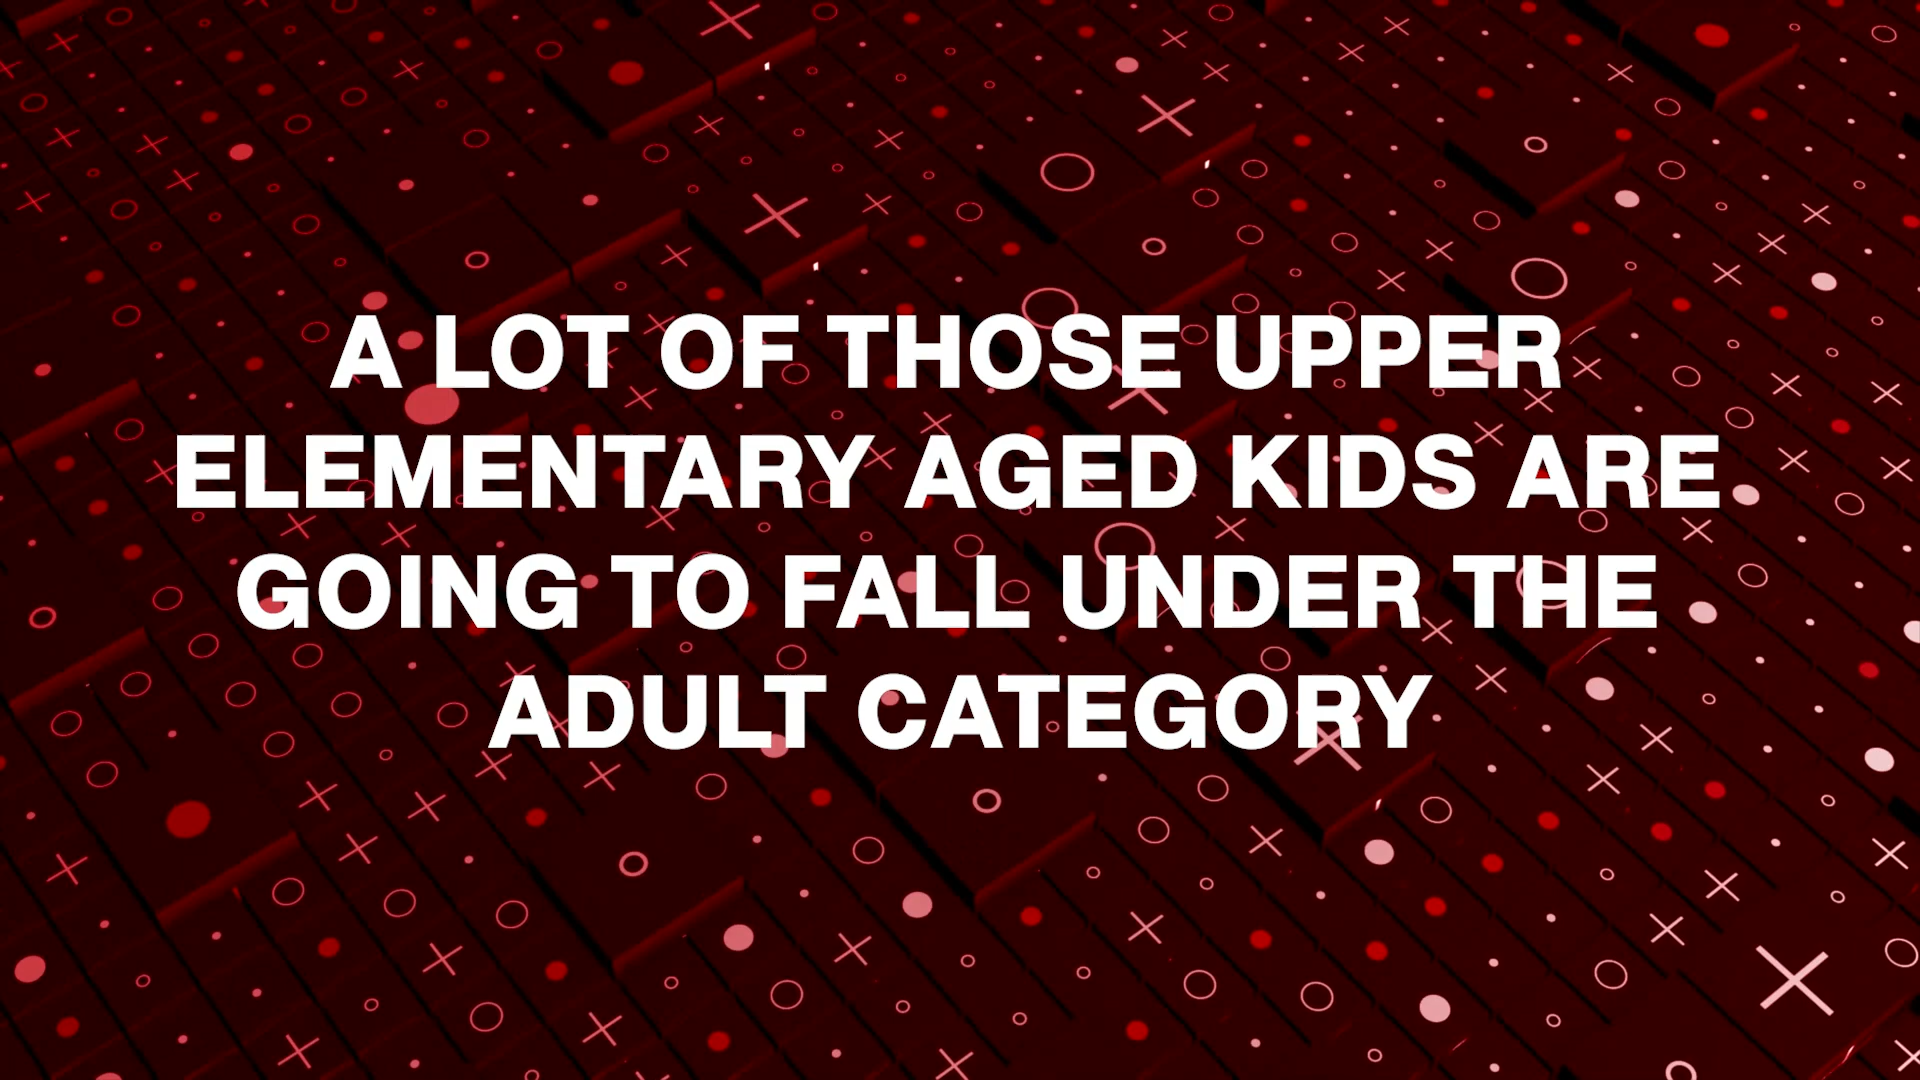 A LOT OF THOSE UPPER
ELEMENTARY AGED KIDS ARE
GOING TO FALL UNDER THE
ADULT CATEGORY